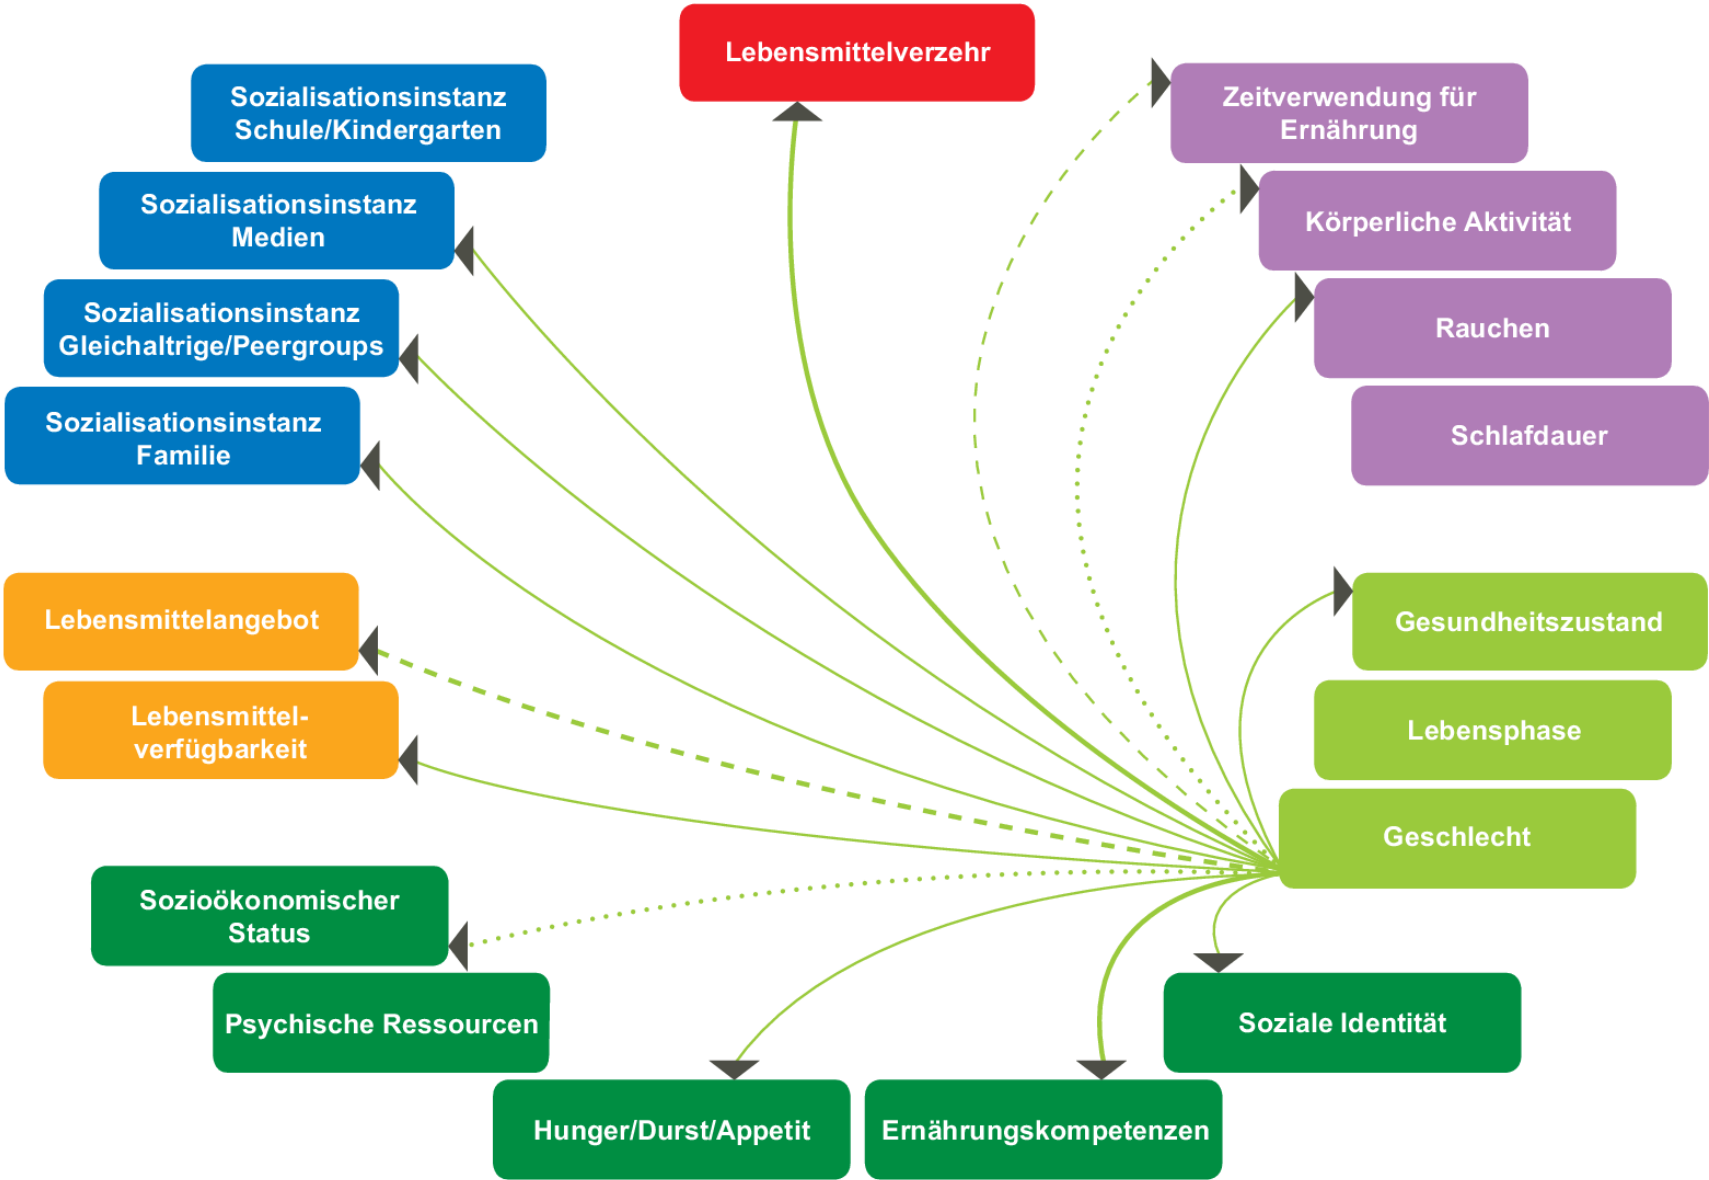 Lebensmittelverzehr
Sozialisationsinstanz
Schule/Kindergarten
Sozialisationsinstanz
Medien
Sozialisationsinstanz
Gleichaltrige/Peergroups
Sozialisationsinstanz
Familie
Lebensmittelangebot
Lebensmittel-
verfügbarkeit
Sozioökonomischer
Status
Psychische Ressourcen
Hunger/Durst/Appetit
Ernährungskompetenzen
Soziale Identität
Geschlecht
Lebensphase
Gesundheitszustand
Schlafdauer
Rauchen
Körperliche Aktivität
Zeitverwendung für
Ernährung